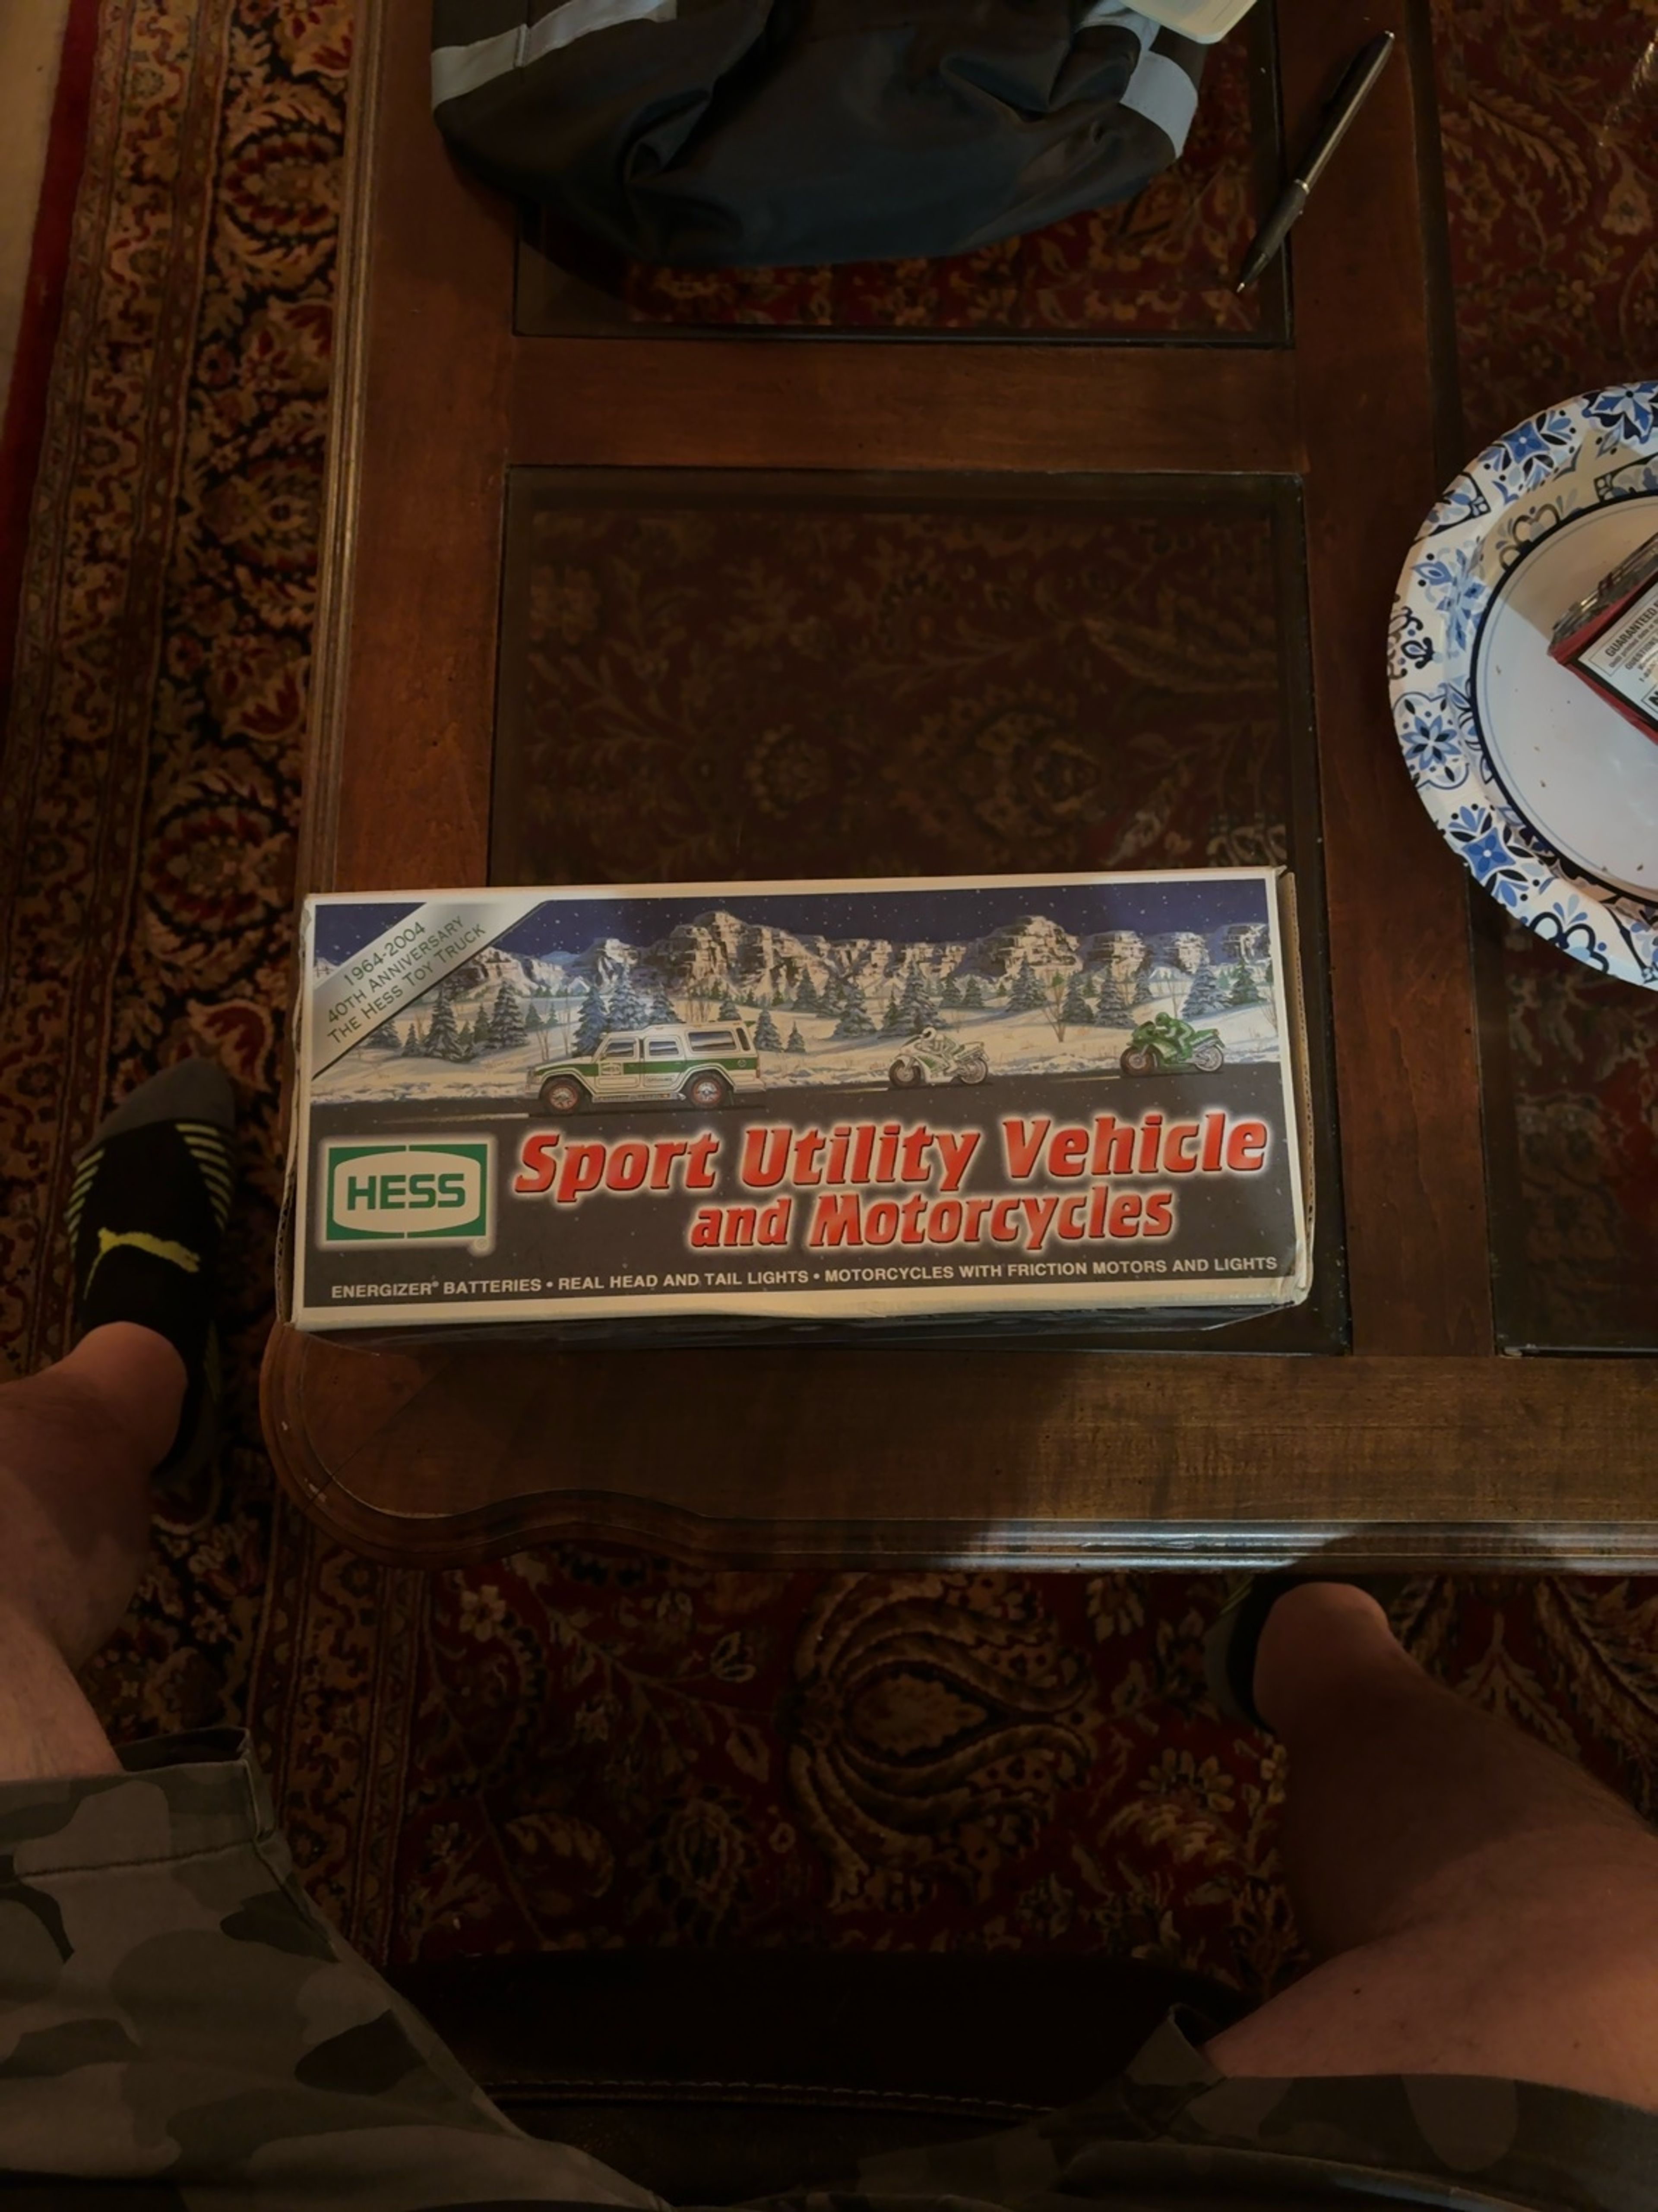 GUARANTEED
1964-2004
40TH ANNIVERSARY
THE HESS TOY TRUCK
HESS
Sport Utility Vehicle
and Motorcycles
ENERGIZER® BATTERIES • REAL HEAD AND TAIL LIGHTS • MOTORCYCLES WITH FRICTION MOTORS AND LIGHTS